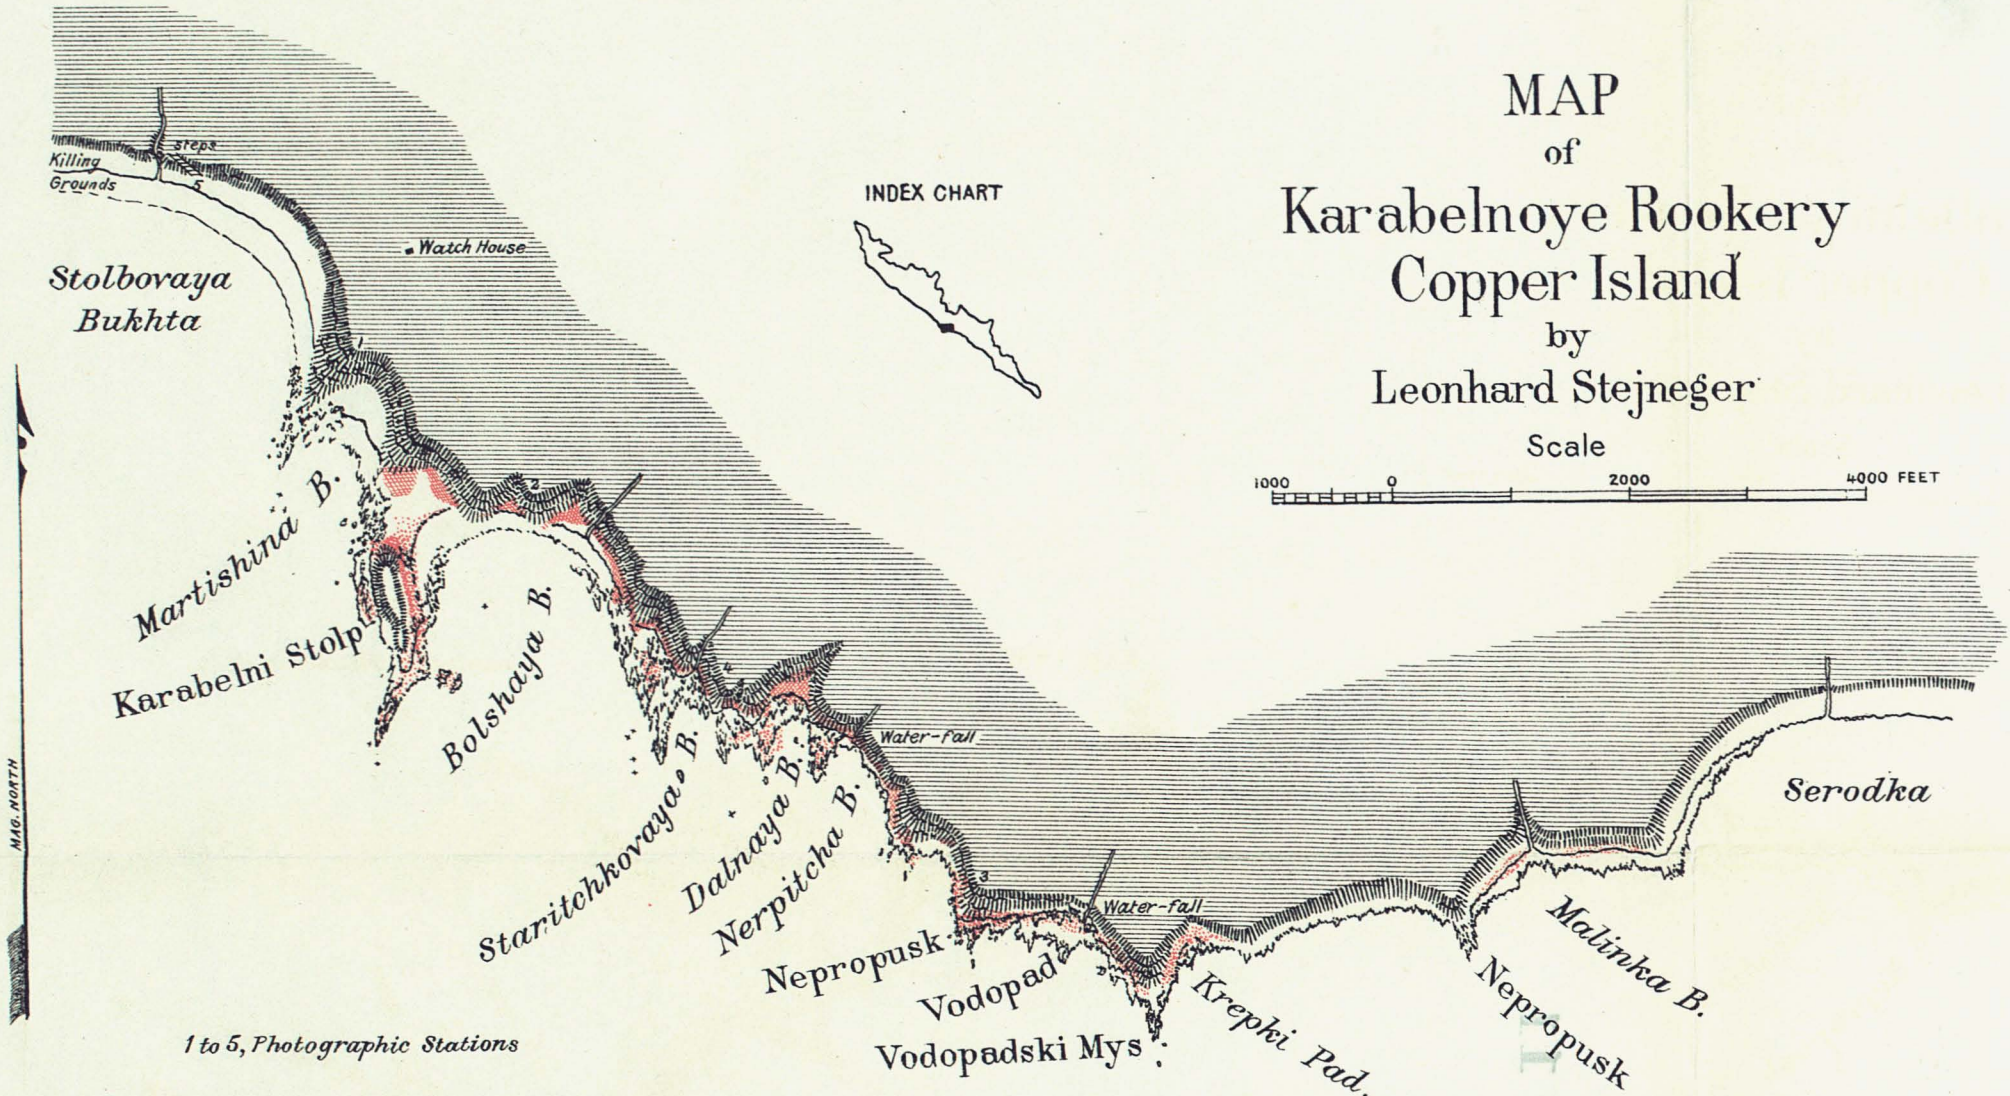 MAP
of
Karabelnoye Rookery
Copper Island
by
Leonhard Stejneger
Scale
1000 0 2000 4000 FEET
INDEX CHART
steps
Killing
Grounds
5
Watch House
Stolbovaya
Bukhta
1
2
Martishina B.
Karabelni Stolp
Bolshaya B.
4
Water-fall
Staritchkovaya B.
Dalnaya B.
Nerpitcha B.
3
Nepropusk
Water-fall
Vodopad
Vodopadski Mys
Krepki Pad.
Nepropusk
Malinka B.
Serodka
MAG. NORTH
1 to 5, Photographic Stations